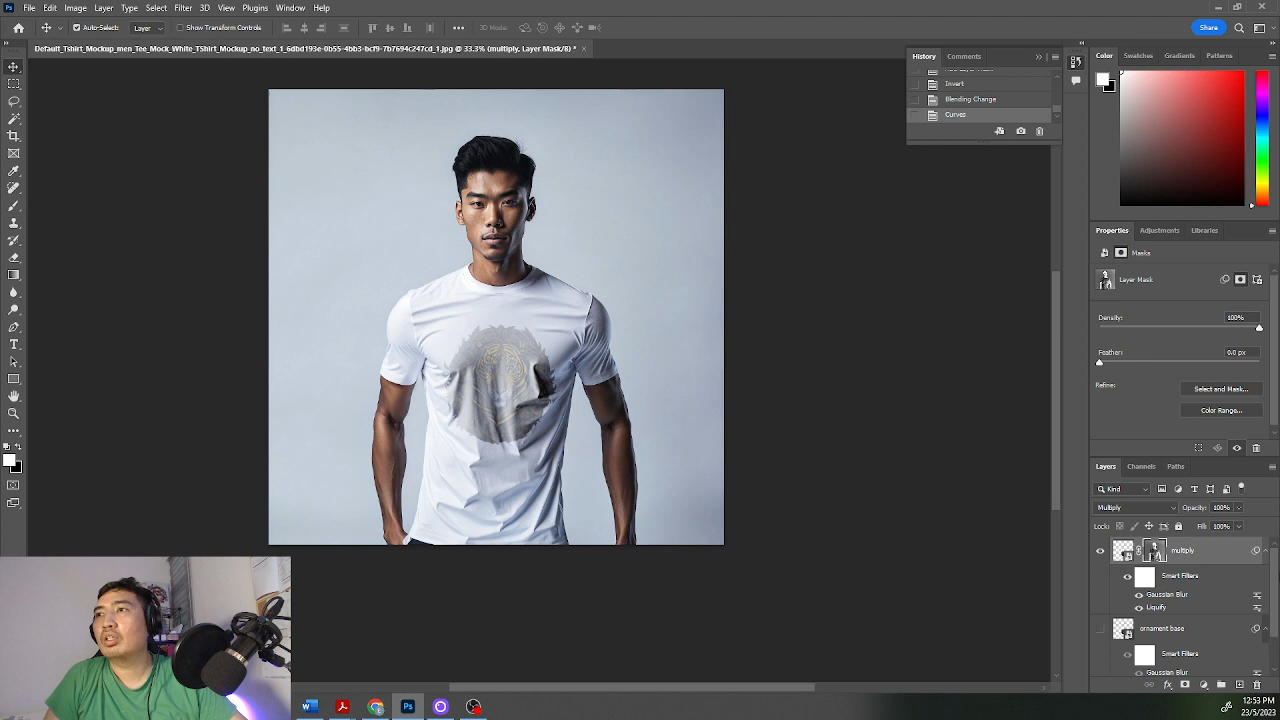 Ps File Edit Image Layer Type Select Filter 3D View Plugins Window Help
Auto-Select: Layer Show Transform Controls 3D Mode: Share
Default_Tshirt_Mockup_men_Tee_Mock_White_TShirt_Mockup_no_text_1_6dbd193e-0b55-4bb3-bcf9-7b7694c247cd_1.jpg @ 33.3% (multiply, Layer Mask/8) *
History Comments
Invert
Blending Change
Curves
Color Swatches Gradients Patterns
Properties Adjustments Libraries
Masks
Layer Mask
Density: 100%
Feather: 0.0 px
Refine: Select and Mask...
Color Range...
Layers Channels Paths
Kind
Multiply Opacity: 100%
Lock: Fill: 100%
multiply
Smart Filters
Gaussian Blur
Liquify
ornament base
Smart Filters
Gaussian Blur
Ps
12:53 PM
23/5/2023